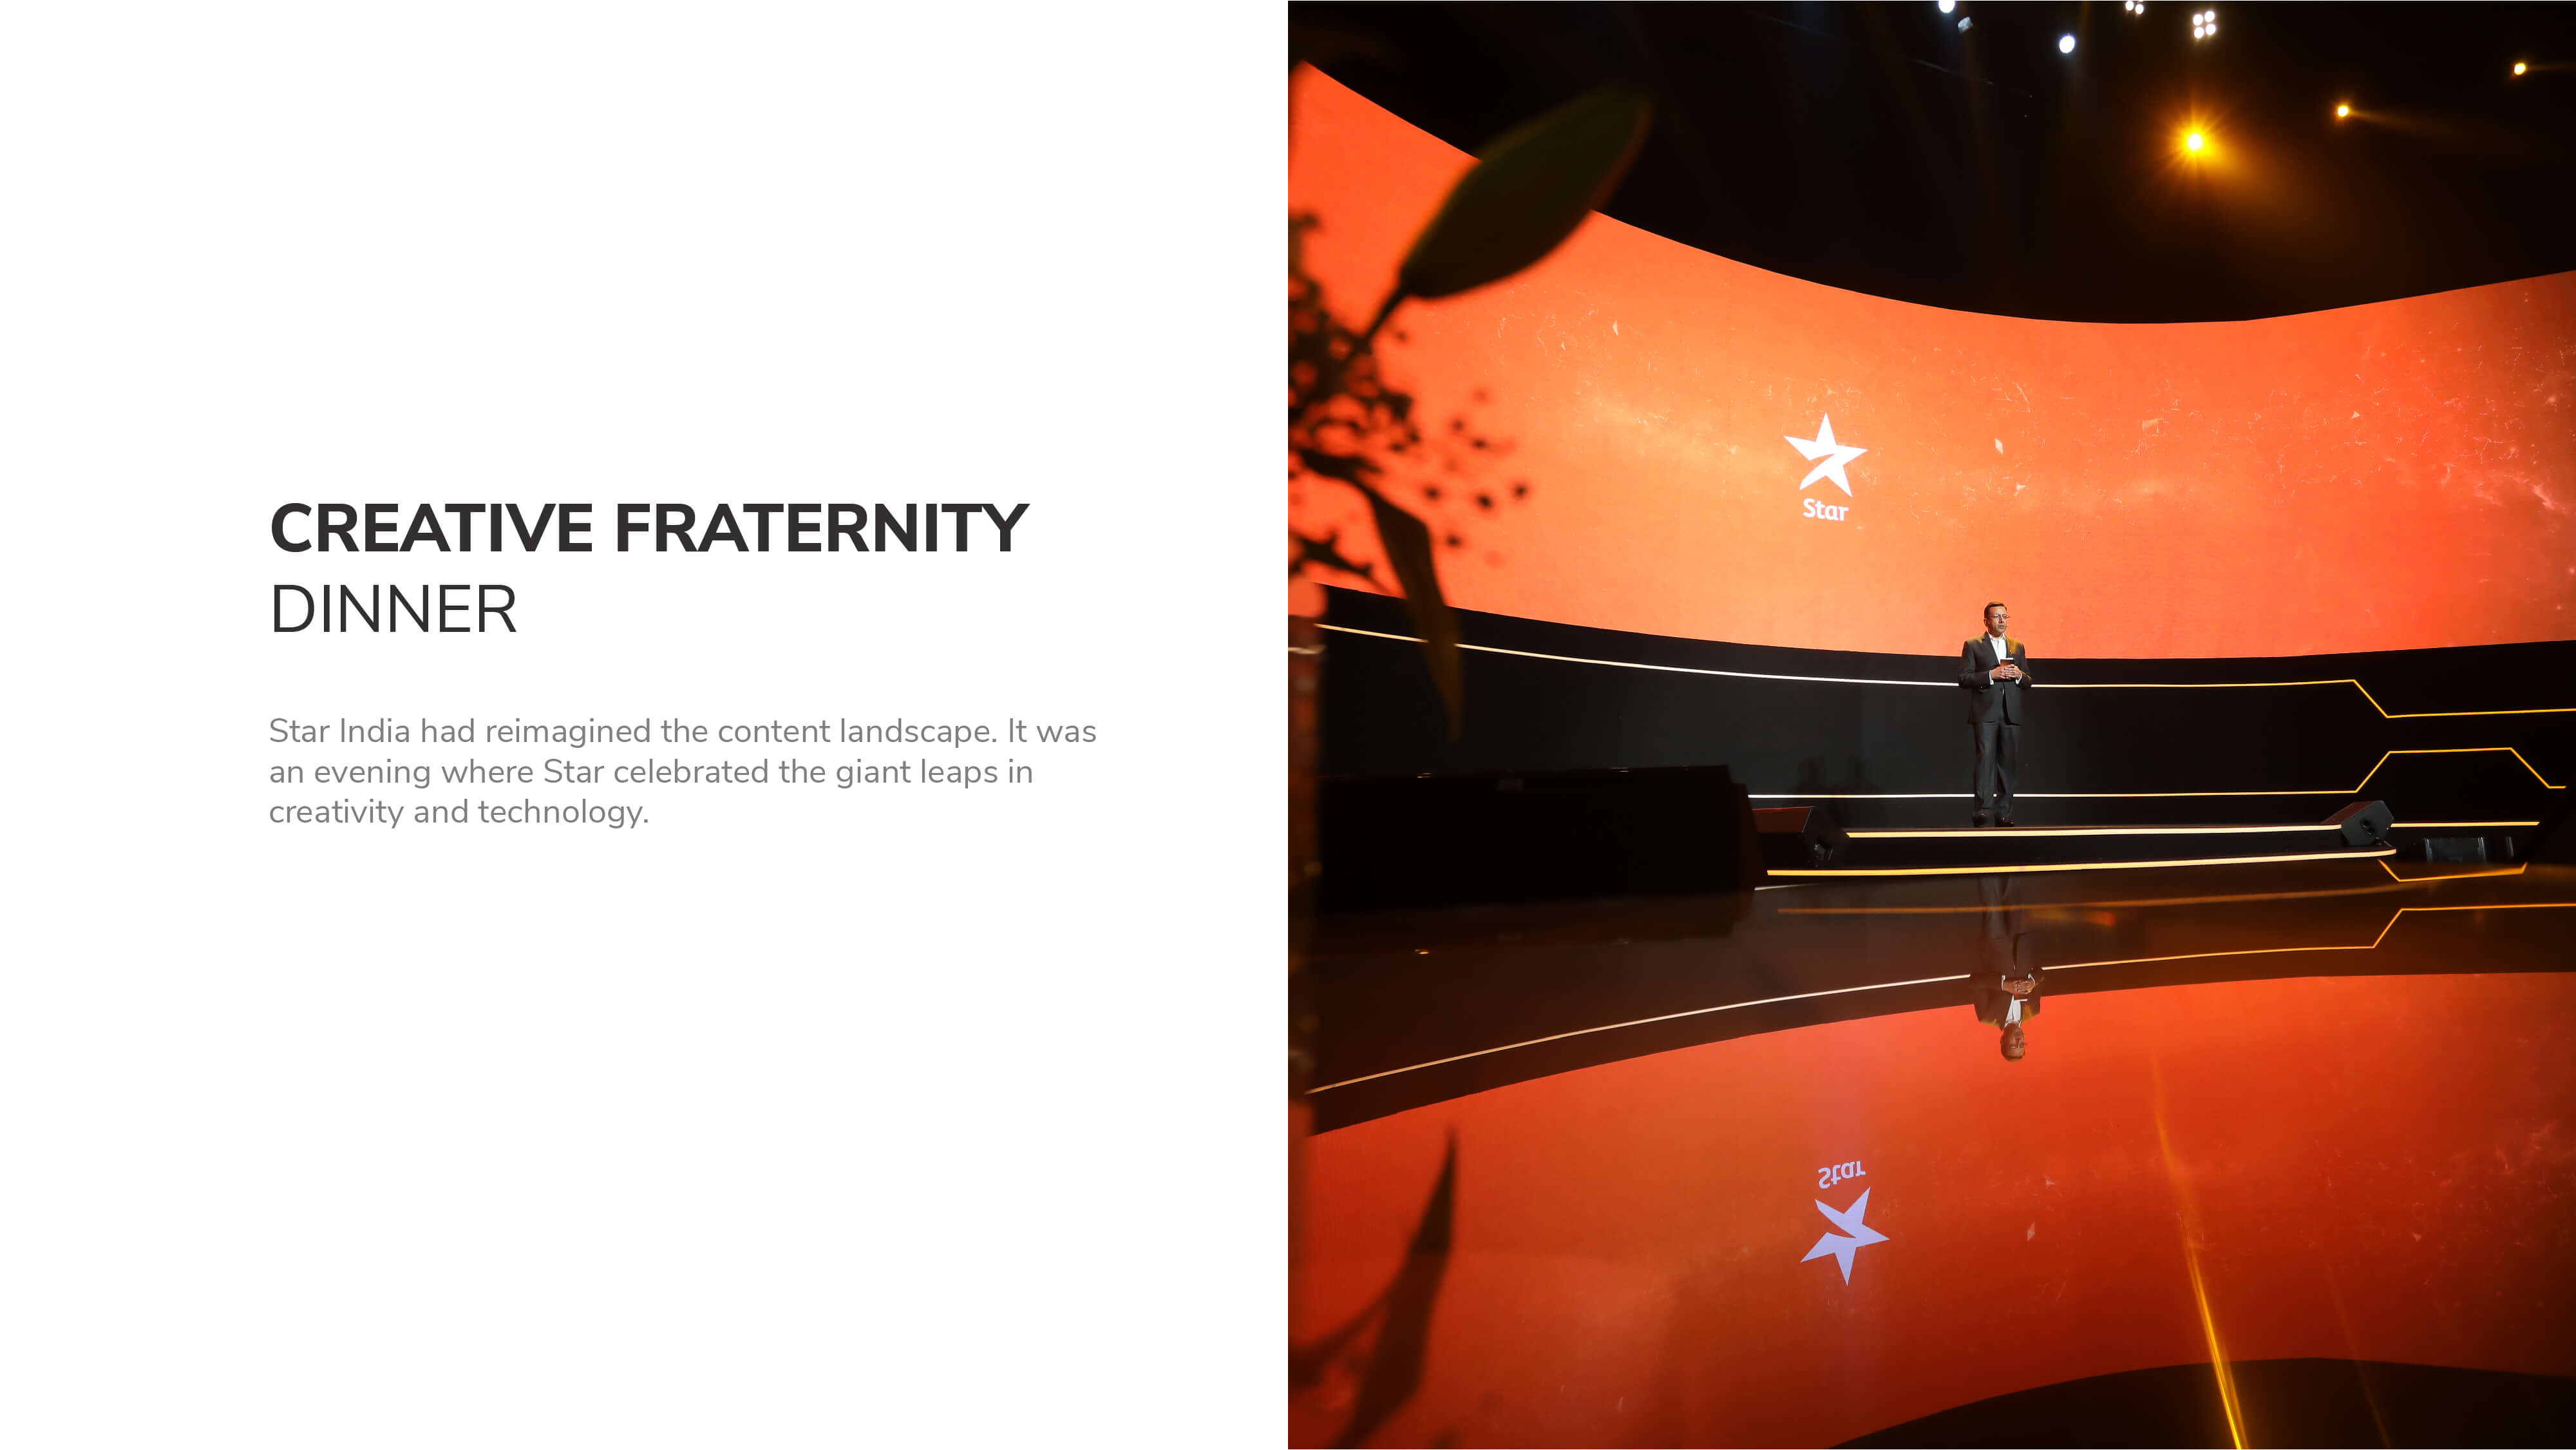 CREATIVE FRATERNITY
DINNER
Star India had reimagined the content landscape. It was
an evening where Star celebrated the giant leaps in
creativity and technology.
Star
Star